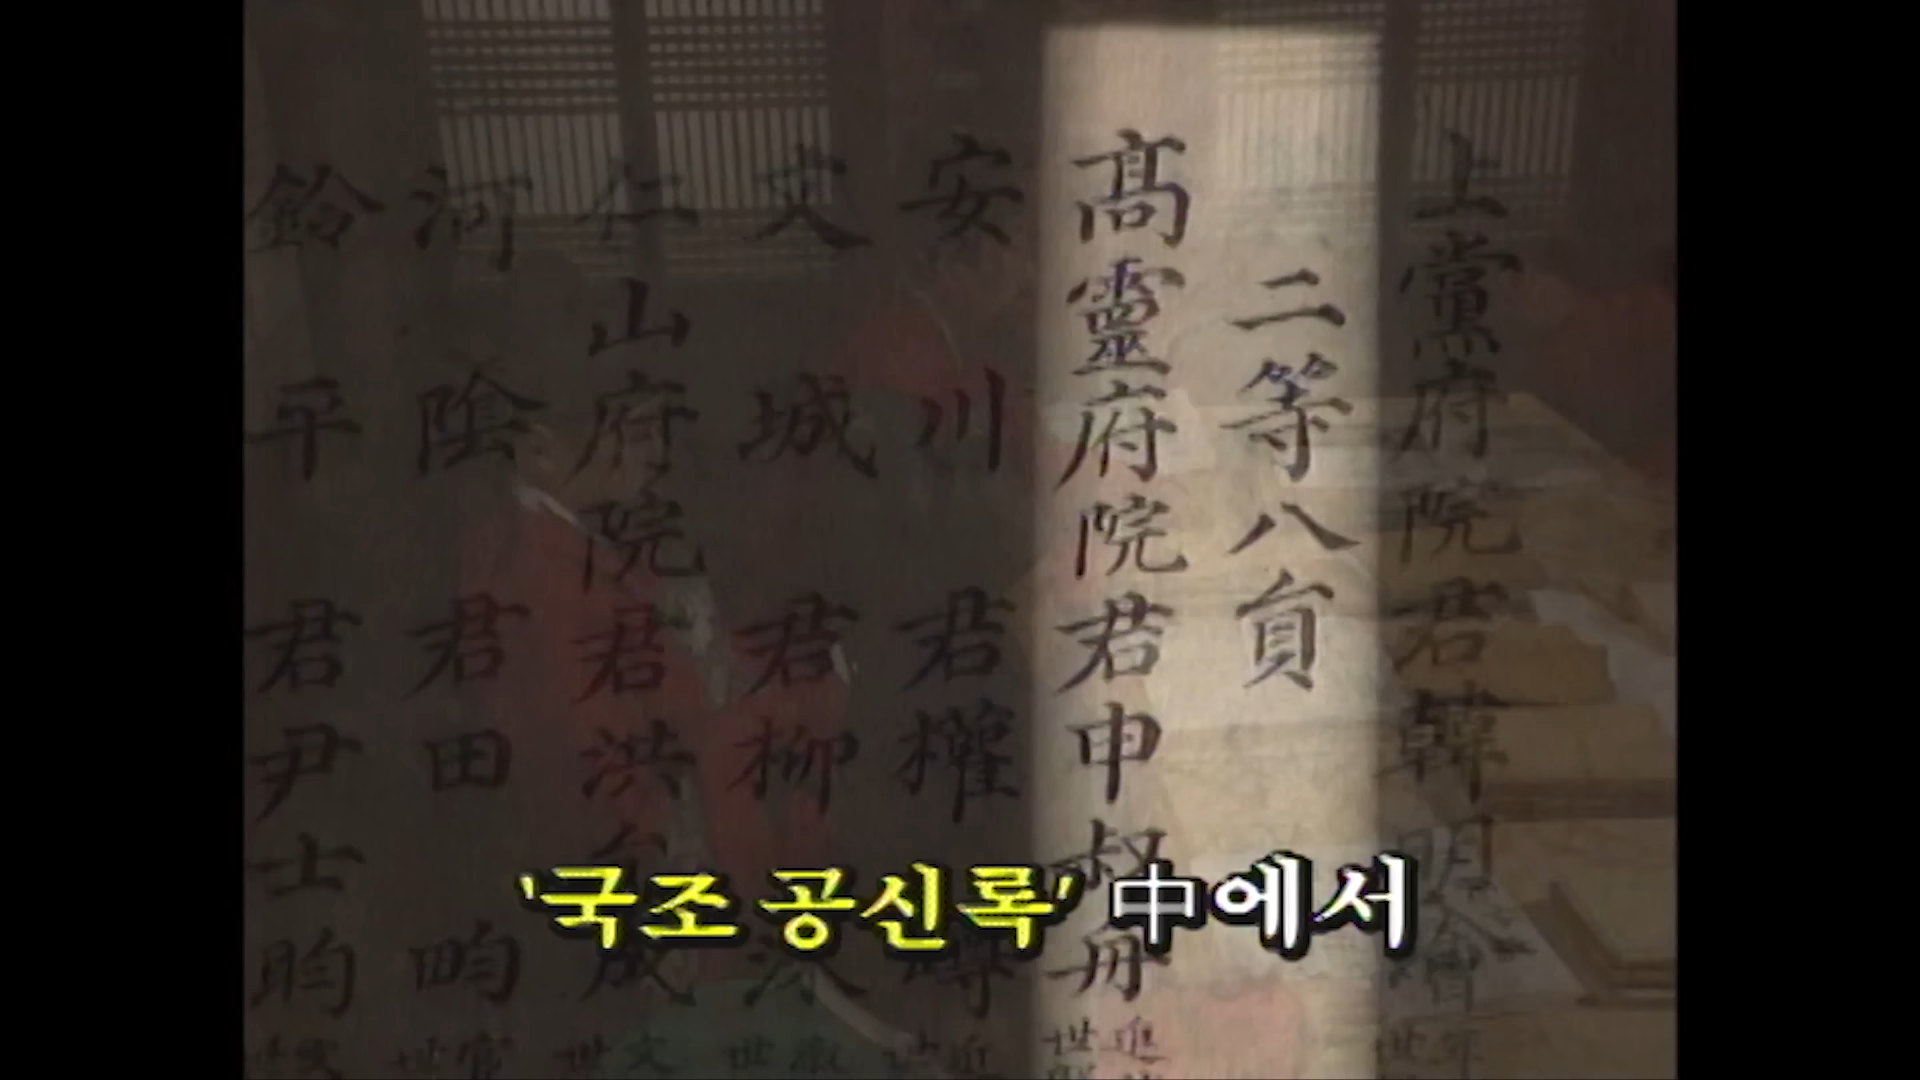 上黨府院君韓明澮
二等八員
高靈府院君申叔舟
安川君權
文城君柳
仁山府院君洪允成
河陰君田畇
鈴平君尹士昀
'국조 공신록' 中에서